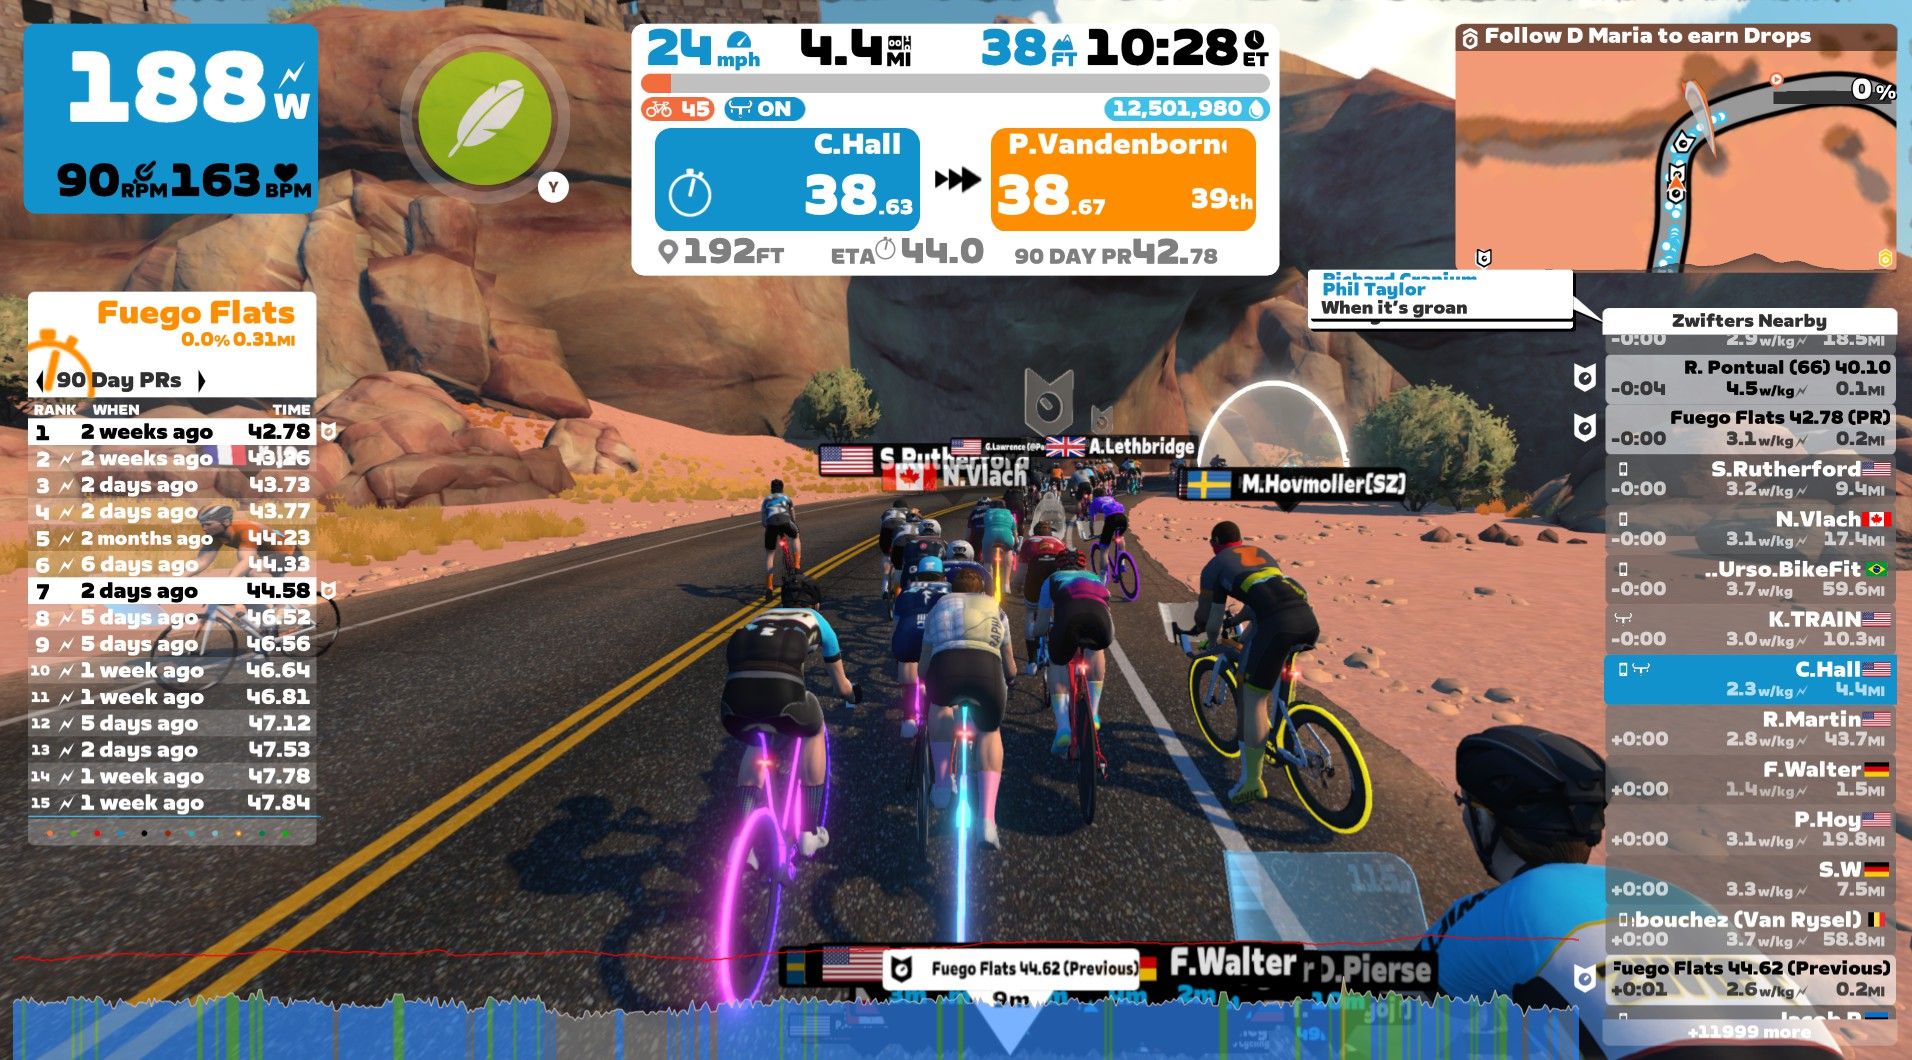 188 W
90 RPM 163 BPM
Y
24 mph 4.4 MI 38 FT 10:28 ET
45 ON 12,501,980
C.Hall
38.63
P.Vandenborn
38.67 39th
192FT ETA 44.0 90 DAY PR 42.78
Follow D Maria to earn Drops
0%
Phil Taylor
When it's groan
Fuego Flats
0.0% 0.31MI
90 Day PRs
RANK WHEN TIME
1 2 weeks ago 42.78
2 2 weeks ago
3 2 days ago 43.73
4 2 days ago 43.77
5 2 months ago 44.23
6 6 days ago 44.33
7 2 days ago 44.58
8 5 days ago 46.52
9 5 days ago 46.56
10 1 week ago 46.64
11 1 week ago 46.81
12 5 days ago 47.12
13 2 days ago 47.53
14 1 week ago 47.78
15 1 week ago 47.84
S.Rutherford
G.Lawrence
A.Lethbridge
N.Vlach
M.Hovmoller(SZ)
Zwifters Nearby
-0:00 2.9w/kg 18.5MI
R. Pontual (66) 40.10
-0:04 4.5w/kg 0.1MI
Fuego Flats 42.78 (PR)
-0:00 3.1w/kg 0.2MI
S.Rutherford
-0:00 3.2w/kg 9.4MI
N.Vlach
-0:00 3.1w/kg 17.4MI
..Urso.BikeFit
-0:00 3.7w/kg 59.6MI
K.TRAIN
-0:00 3.0w/kg 10.3MI
C.Hall
2.3w/kg 4.4MI
R.Martin
+0:00 2.8w/kg 43.7MI
F.Walter
+0:00 1.4w/kg 1.5MI
P.Hoy
+0:00 3.1w/kg 19.8MI
S.W
+0:00 3.3w/kg 7.5MI
bouchez (Van Rysel)
+0:00 3.7w/kg 58.8MI
Fuego Flats 44.62 (Previous)
+0:01 2.6w/kg 0.2MI
+11999 more
115w
Fuego Flats 44.62 (Previous)
9m
F.Walter
2m
D.Pierse